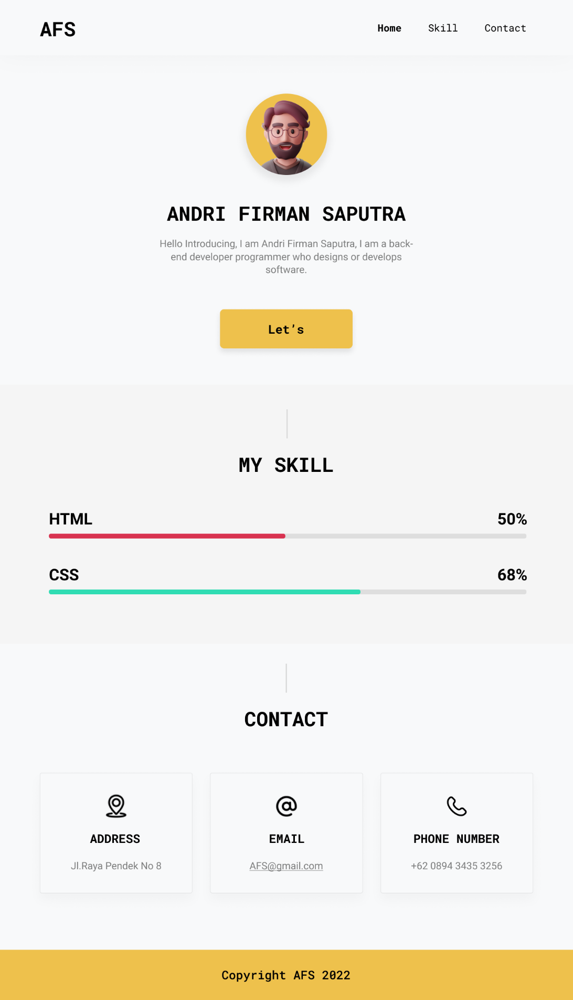 AFS
Home Skill Contact
ANDRI FIRMAN SAPUTRA
Hello Introducing, I am Andri Firman Saputra, I am a back-
end developer programmer who designs or develops
software.
Let’s
MY SKILL
HTML 50%
CSS 68%
CONTACT
ADDRESS
Jl.Raya Pendek No 8
EMAIL
AFS@gmail.com
PHONE NUMBER
+62 0894 3435 3256
Copyright AFS 2022